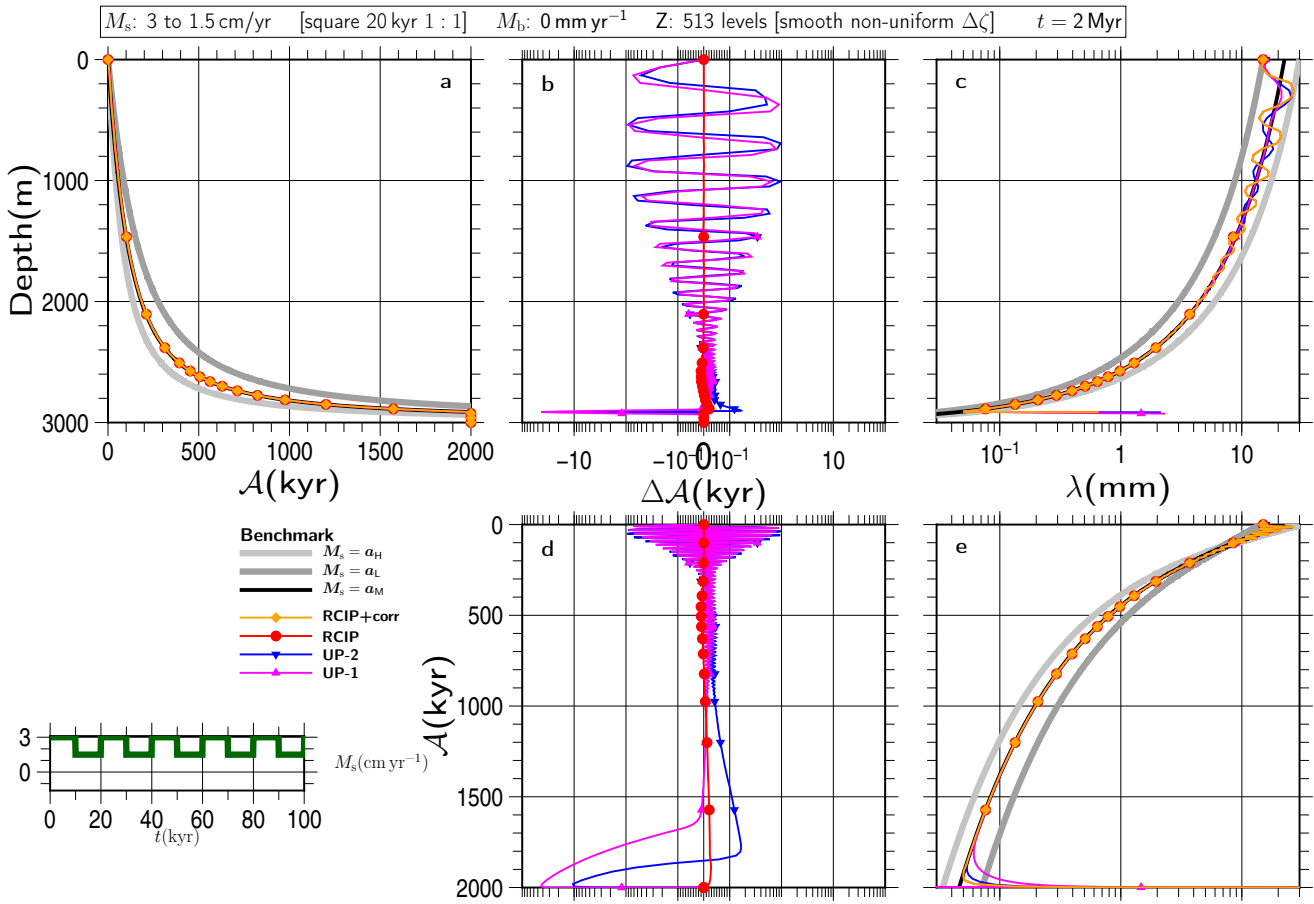 Mₛ: 3 to 1.5 cm/yr [square 20 kyr 1 : 1] M_b: 0 mm yr⁻¹ Z: 513 levels [smooth non-uniform Δζ] t = 2 Myr
a
b
c
0
1000
2000
3000
Depth(m)
0 500 1000 1500 2000
𝒜(kyr)
−10 −10⁻¹ 0 10⁻¹ 10
Δ𝒜(kyr)
10⁻¹ 1 10
λ(mm)
Benchmark
Mₛ = a_H
Mₛ = a_L
Mₛ = a_M
RCIP+corr
RCIP
UP-2
UP-1
3
0
Mₛ(cm yr⁻¹)
0 20 40 60 80 100
t(kyr)
d
e
0
500
1000
1500
2000
𝒜(kyr)